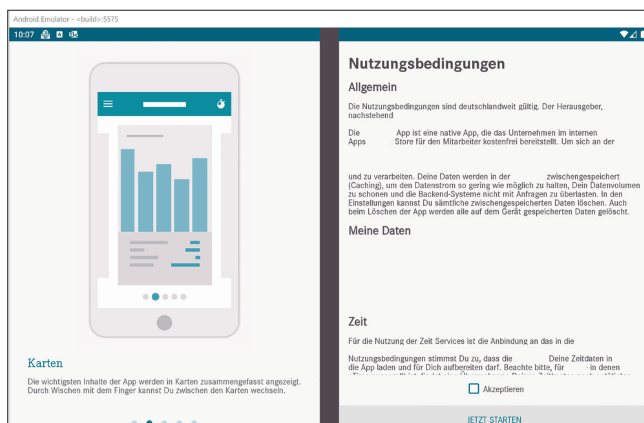 Android Emulator - <build>:5575
10:07
Karten
Die wichtigsten Inhalte der App werden in Karten zusammengefasst angezeigt.
Durch Wischen mit dem Finger kannst Du zwischen den Karten wechseln.
Nutzungsbedingungen
Allgemein
Die Nutzungsbedingungen sind deutschlandweit gültig. Der Herausgeber,
nachstehend
Die App ist eine native App, die das Unternehmen im internen
Apps Store für den Mitarbeiter kostenfrei bereitstellt. Um sich an der
und zu verarbeiten. Deine Daten werden in der zwischengespeichert
(Caching), um den Datenstrom so gering wie möglich zu halten, Dein Datenvolumen
zu schonen und die Backend-Systeme nicht mit Anfragen zu überlasten. In den
Einstellungen kannst Du sämtliche zwischengespeicherten Daten löschen. Auch
beim Löschen der App werden alle auf dem Gerät gespeicherten Daten gelöscht.
Meine Daten
Zeit
Für die Nutzung der Zeit Services ist die Anbindung an das in die
Nutzungsbedingungen stimmst Du zu, dass die Deine Zeitdaten in
die App laden und für Dich aufbereiten darf. Beachte bitte, für in denen
Akzeptieren
JETZT STARTEN